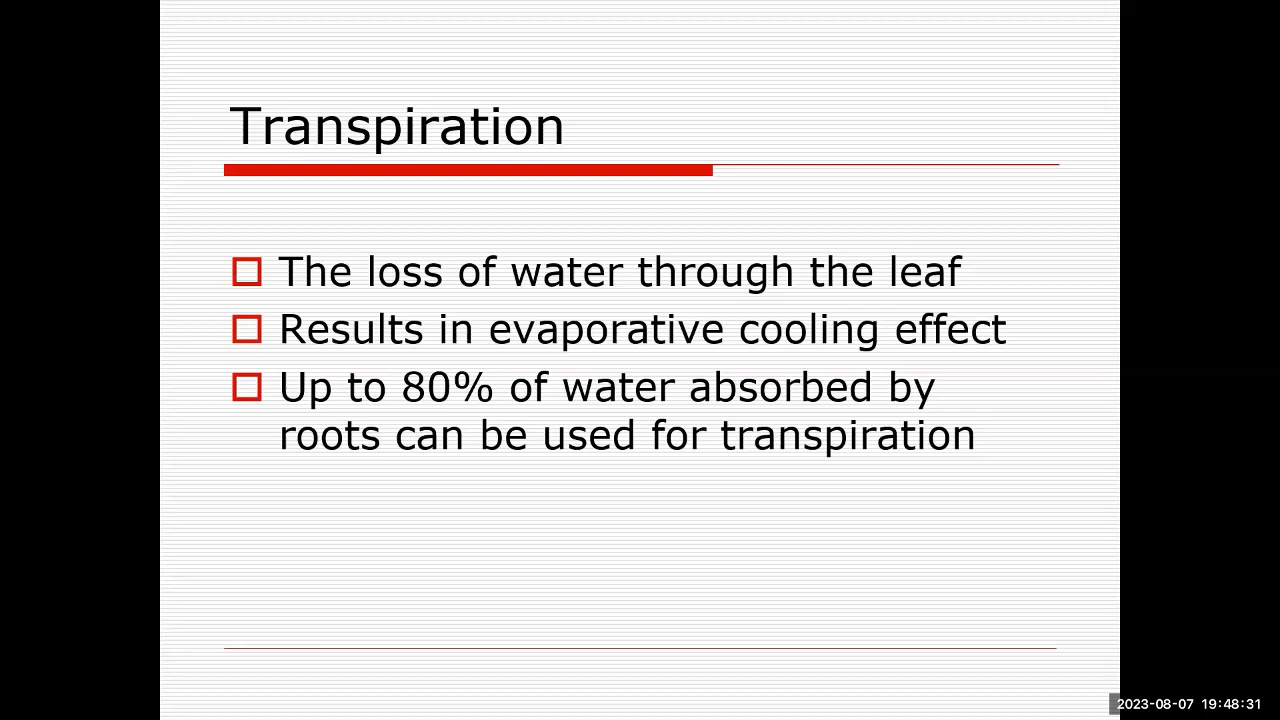 Transpiration
The loss of water through the leaf
Results in evaporative cooling effect
Up to 80% of water absorbed by
roots can be used for transpiration
2023-08-07 19:48:31